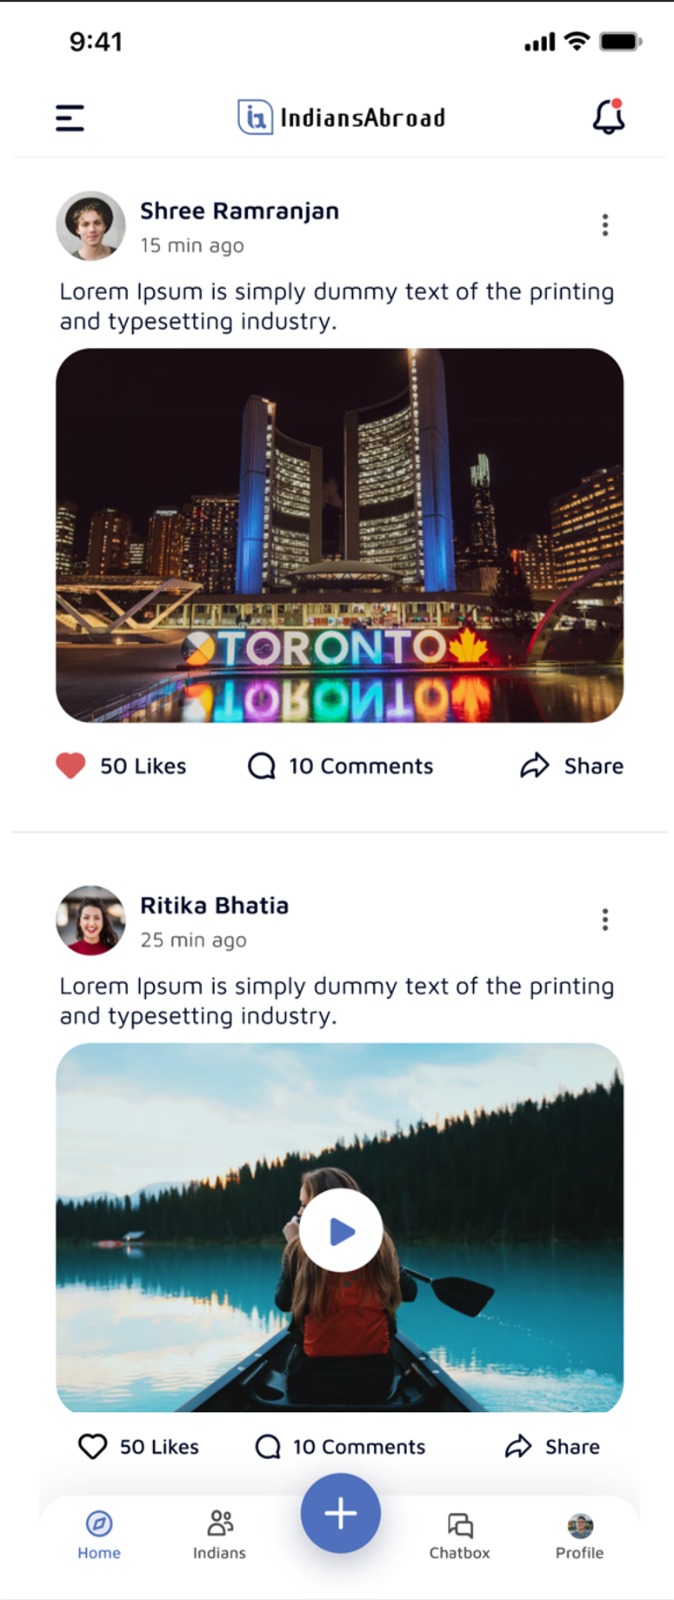 9:41
IndiansAbroad
Shree Ramranjan
15 min ago
Lorem Ipsum is simply dummy text of the printing
and typesetting industry.
TORONTO
50 Likes
10 Comments
Share
Ritika Bhatia
25 min ago
Lorem Ipsum is simply dummy text of the printing
and typesetting industry.
50 Likes
10 Comments
Share
Home
Indians
Chatbox
Profile